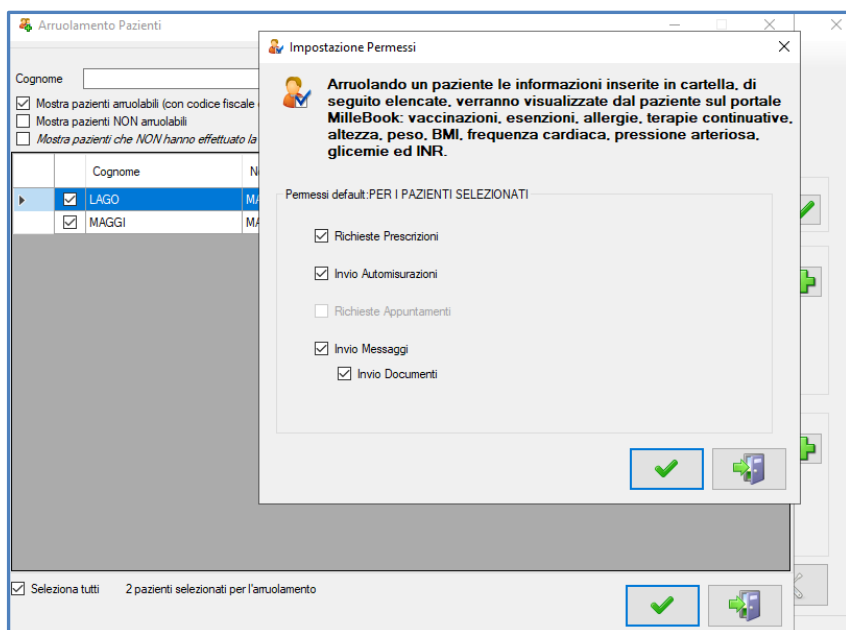 Arruolamento Pazienti
Cognome
Mostra pazienti arruolabili (con codice fiscale
Mostra pazienti NON arruolabili
Mostra pazienti che NON hanno effettuato la
Cognome
LAGO
MAGGI
Seleziona tutti 2 pazienti selezionati per l'arruolamento
Impostazione Permessi
Arruolando un paziente le informazioni inserite in cartella, di
seguito elencate, verranno visualizzate dal paziente sul portale
MilleBook: vaccinazioni, esenzioni, allergie, terapie continuative,
altezza, peso, BMI, frequenza cardiaca, pressione arteriosa,
glicemie ed INR.
Permessi default:PER I PAZIENTI SELEZIONATI
Richieste Prescrizioni
Invio Automisurazioni
Richieste Appuntamenti
Invio Messaggi
Invio Documenti